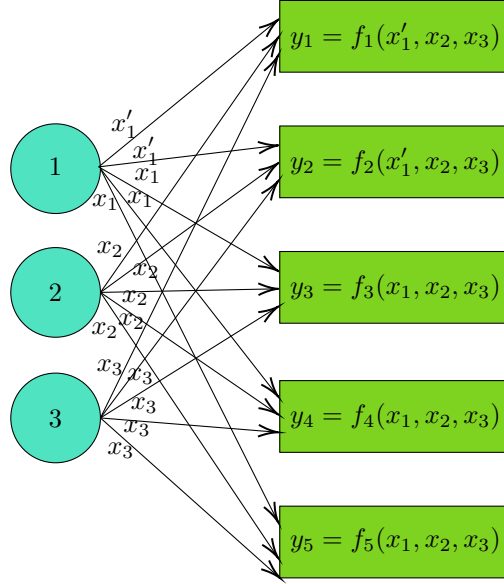 y₁ = f₁(x′₁, x₂, x₃)
x′₁
x′₁
y₂ = f₂(x′₁, x₂, x₃)
1
x₁
x₁
x₁
x₂
x₂
y₃ = f₃(x₁, x₂, x₃)
2
x₂
x₂
x₂
x₃
x₃
x₃
3
y₄ = f₄(x₁, x₂, x₃)
x₃
x₃
y₅ = f₅(x₁, x₂, x₃)